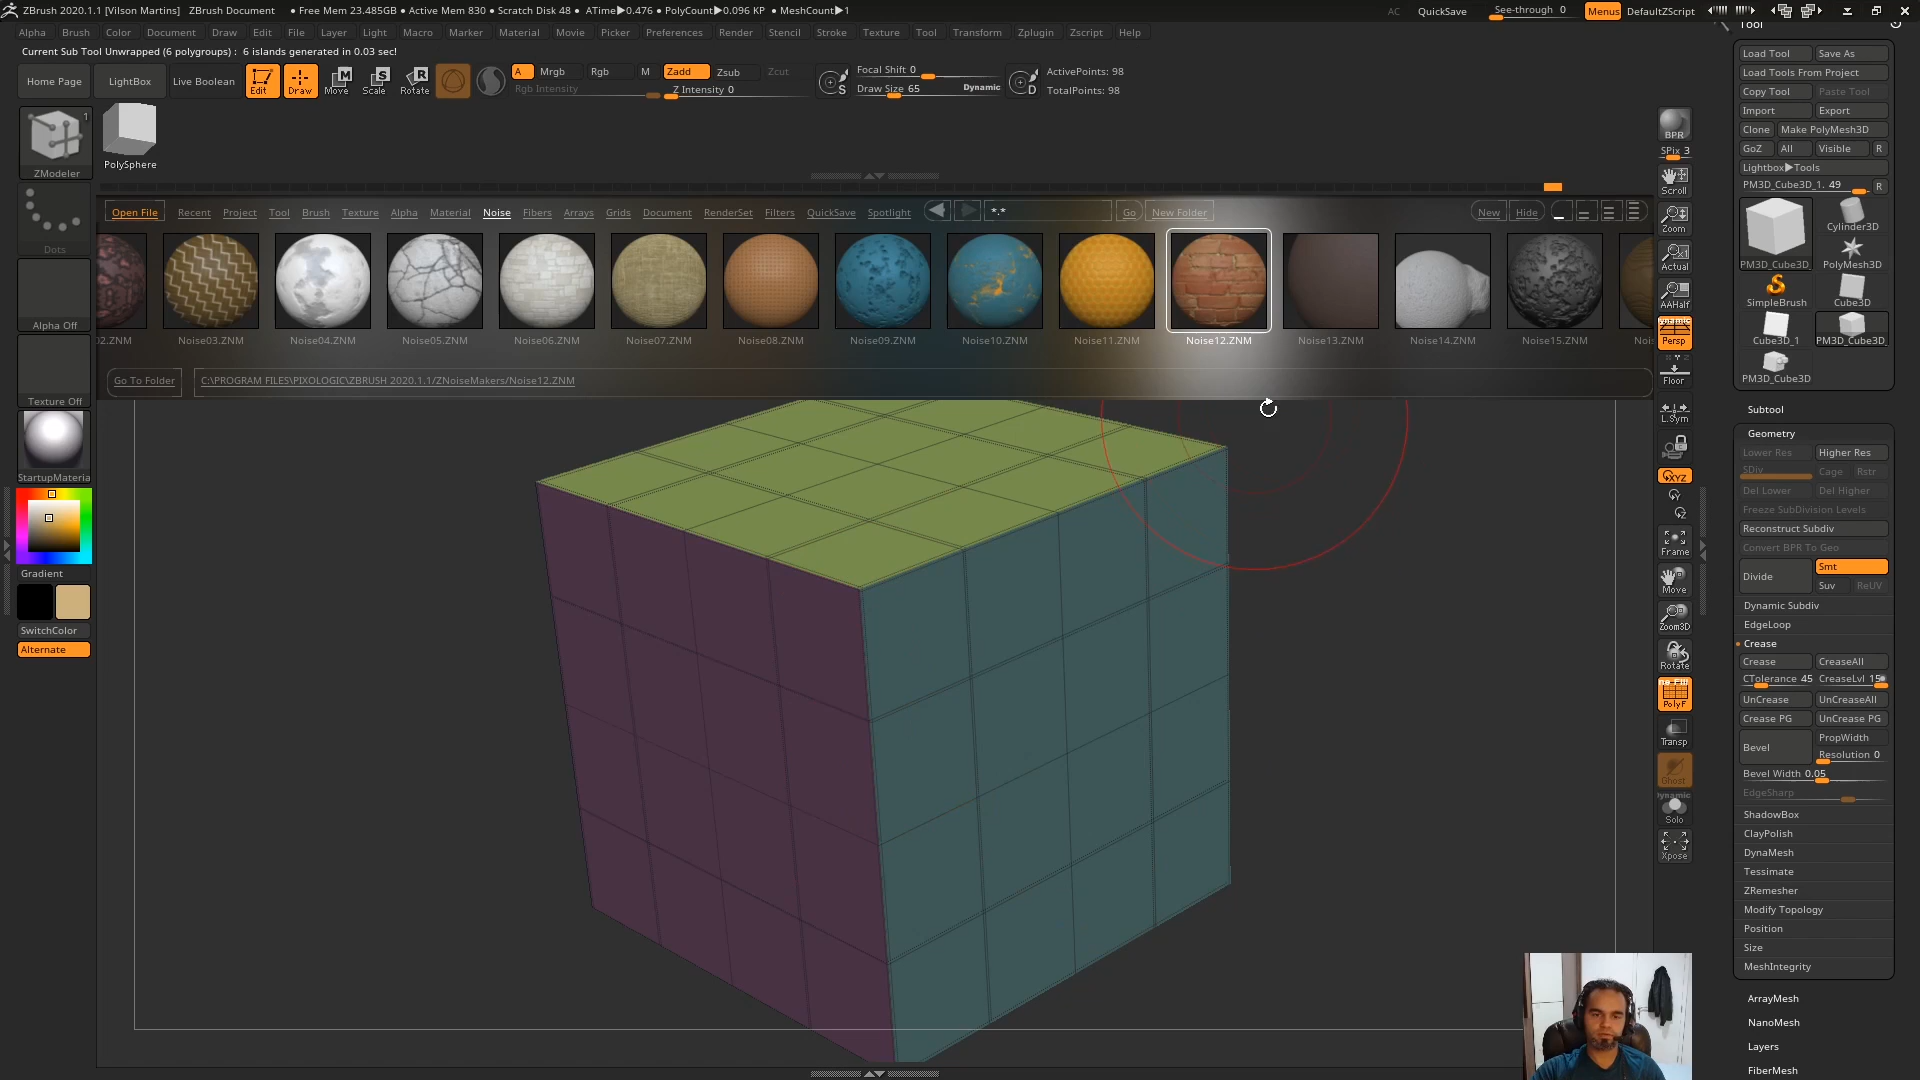 ZBrush 2020.1.1 [Vilson Martins]   ZBrush Document   • Free Mem 23.485GB • Active Mem 830 • Scratch Disk 48 • ATime▶0.476 • PolyCount▶0.096 KP • MeshCount▶1   AC   QuickSave   See-through 0   Menus   DefaultZScript
Alpha Brush Color Document Draw Edit File Layer Light Macro Marker Material Movie Picker Preferences Render Stencil Stroke Texture Tool Transform Zplugin Zscript Help
Current Sub Tool Unwrapped (6 polygroups) : 6 islands generated in 0.03 sec!
Home Page LightBox Live Boolean Edit Draw Move Scale Rotate
A Mrgb Rgb M Zadd Zsub Zcut
Rgb Intensity Z Intensity 0
Focal Shift 0
Draw Size 65 Dynamic
ActivePoints: 98
TotalPoints: 98
1
ZModeler
PolySphere
Dots
Alpha Off
Texture Off
StartupMateria
Gradient
SwitchColor
Alternate
Open File Recent Project Tool Brush Texture Alpha Material Noise Fibers Arrays Grids Document RenderSet Filters QuickSave Spotlight *.* Go New Folder New Hide
02.ZNM Noise03.ZNM Noise04.ZNM Noise05.ZNM Noise06.ZNM Noise07.ZNM Noise08.ZNM Noise09.ZNM Noise10.ZNM Noise11.ZNM Noise12.ZNM Noise13.ZNM Noise14.ZNM Noise15.ZNM
Go To Folder C:\PROGRAM FILES\PIXOLOGIC\ZBRUSH 2020.1.1/ZNoiseMakers/Noise12.ZNM
BPR
SPix 3
Scroll
Zoom
Actual
AAHalf
Persp
Floor
L.Sym
XYZ
Frame
Move
Zoom3D
Rotate
PolyF
Transp
Ghost
Dynamic
Solo
Xpose
Tool
Load Tool Save As
Load Tools From Project
Copy Tool Paste Tool
Import Export
Clone Make PolyMesh3D
GoZ All Visible R
Lightbox▶Tools
PM3D_Cube3D_1. 49 R
PM3D_Cube3D_ Cylinder3D
PolyMesh3D
SimpleBrush Cube3D
Cube3D_1 PM3D_Cube3D_
PM3D_Cube3D
Subtool
Geometry
Lower Res Higher Res
SDiv Cage Rstr
Del Lower Del Higher
Freeze SubDivision Levels
Reconstruct Subdiv
Convert BPR To Geo
Divide Smt
Suv ReUV
Dynamic Subdiv
EdgeLoop
Crease
Crease CreaseAll
CTolerance 45 CreaseLvl 15
UnCrease UnCreaseAll
Crease PG UnCrease PG
Bevel PropWidth
Resolution 0
Bevel Width 0.05
EdgeSharp
ShadowBox
ClayPolish
DynaMesh
Tessimate
ZRemesher
Modify Topology
Position
Size
MeshIntegrity
ArrayMesh
NanoMesh
Layers
FiberMesh